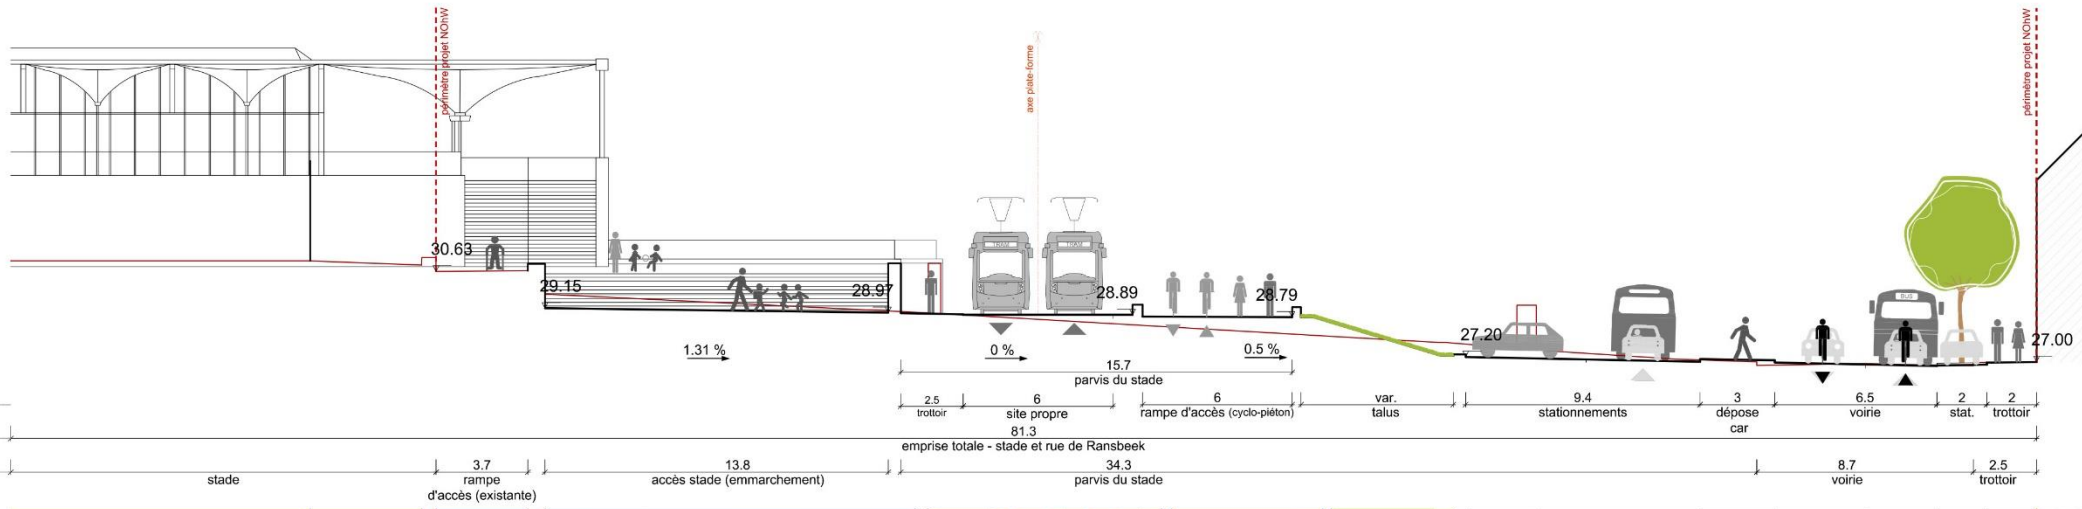 périmètre projet NOhW
axe plate-forme
périmètre projet NOhW
30.63
29.15
28.97
TRAM
TRAM
28.89
28.79
27.20
BUS
27.00
1.31 %
0 %
0.5 %
15.7
parvis du stade
2.5
trottoir
6
site propre
6
rampe d'accès (cyclo-piéton)
var.
talus
9.4
stationnements
3
dépose
car
6.5
voirie
2
stat.
2
trottoir
81.3
emprise totale - stade et rue de Ransbeek
stade
3.7
rampe
d'accès (existante)
13.8
accès stade (emmarchement)
34.3
parvis du stade
8.7
voirie
2.5
trottoir